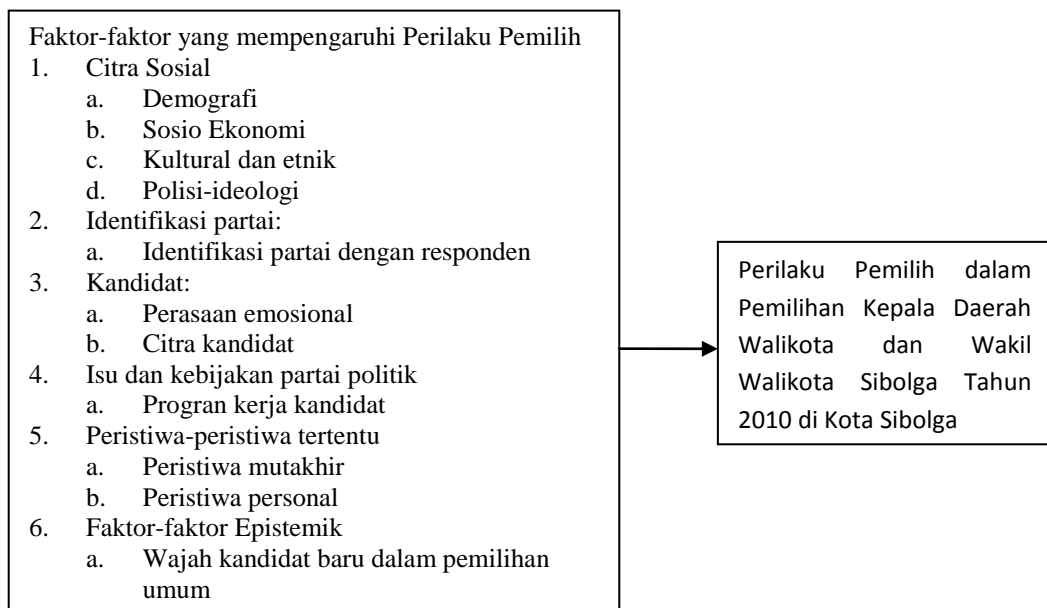 Faktor-faktor yang mempengaruhi Perilaku Pemilih
1. Citra Sosial
a. Demografi
b. Sosio Ekonomi
c. Kultural dan etnik
d. Polisi-ideologi
2. Identifikasi partai:
a. Identifikasi partai dengan responden
3. Kandidat:
a. Perasaan emosional
b. Citra kandidat
4. Isu dan kebijakan partai politik
a. Progran kerja kandidat
5. Peristiwa-peristiwa tertentu
a. Peristiwa mutakhir
b. Peristiwa personal
6. Faktor-faktor Epistemik
a. Wajah kandidat baru dalam pemilihan
umum
Perilaku Pemilih dalam
Pemilihan Kepala Daerah
Walikota dan Wakil
Walikota Sibolga Tahun
2010 di Kota Sibolga